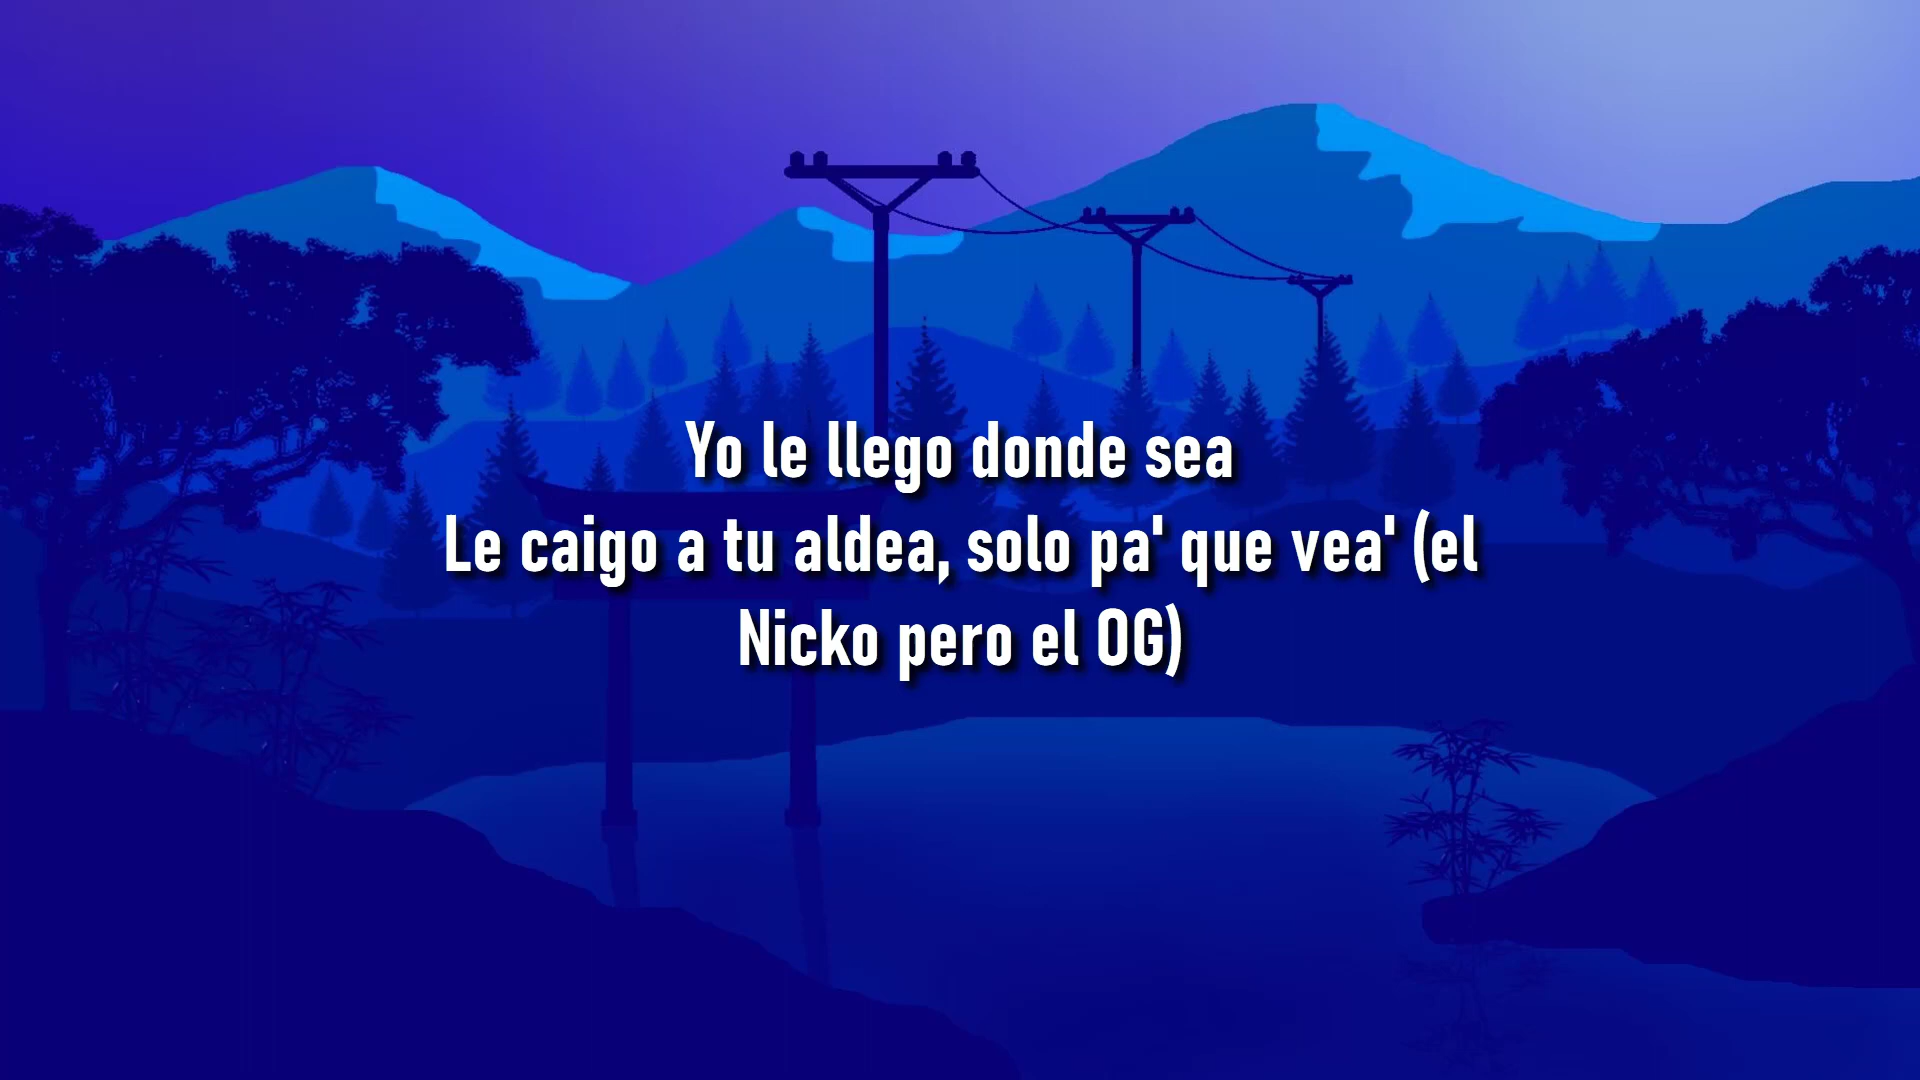 Yo le llego donde sea
Le caigo a tu aldea, solo pa' que vea' (el
Nicko pero el OG)